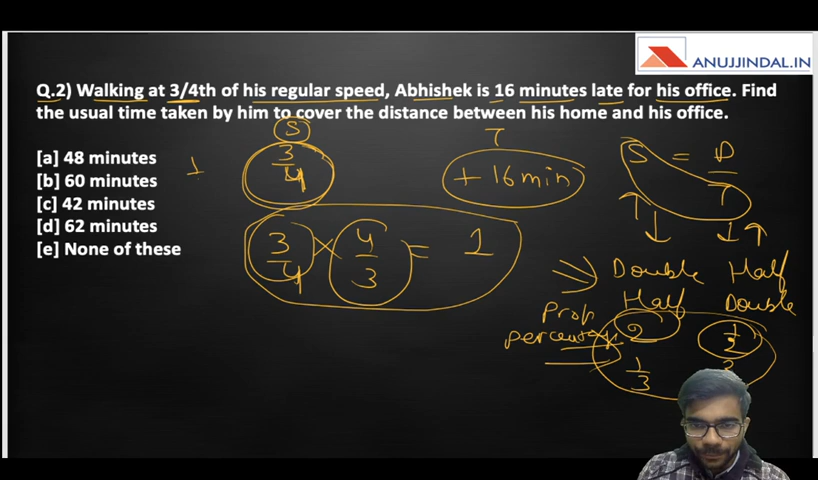 ANUJJINDAL.IN
Q.2) Walking at 3/4th of his regular speed, Abhishek is 16 minutes late for his office. Find
the usual time taken by him to cover the distance between his home and his office.
[a] 48 minutes
[b] 60 minutes
[c] 42 minutes
[d] 62 minutes
[e] None of these
S
3/4
T
+ 16 min
S = D/T
3/4 × 4/3 = 1
Double Half
Half Double
Prop
2 1/2
1/3